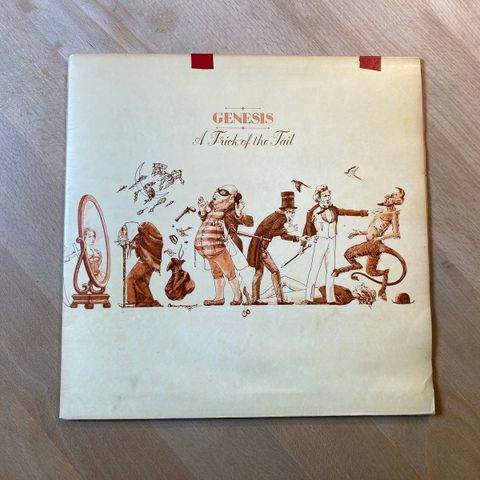 GENESIS
A Trick of the Tail